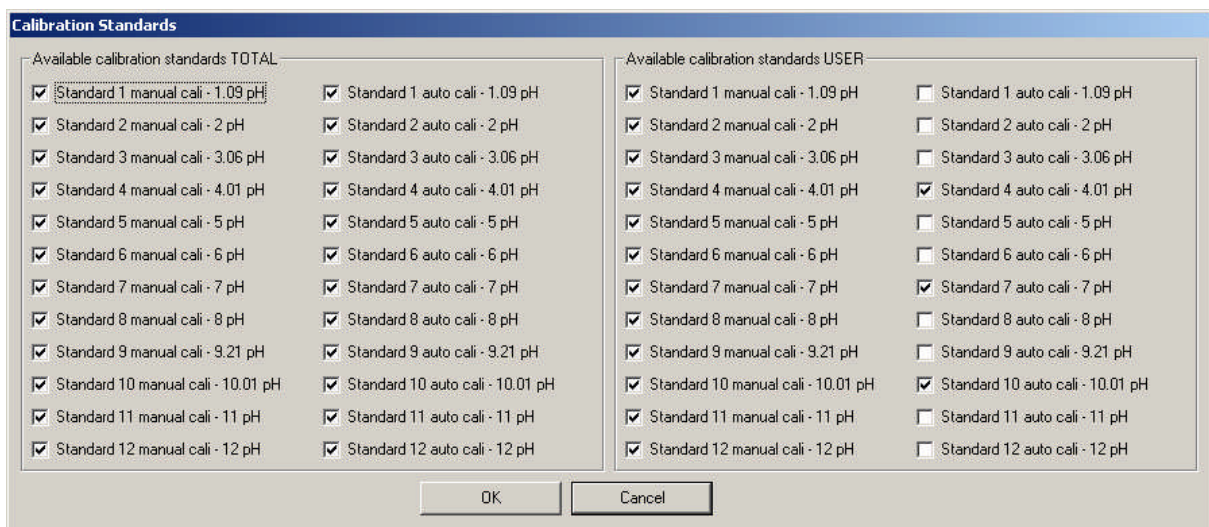 Calibration Standards
Available calibration standards TOTAL
Standard 1 manual cali - 1.09 pH
Standard 2 manual cali - 2 pH
Standard 3 manual cali - 3.06 pH
Standard 4 manual cali - 4.01 pH
Standard 5 manual cali - 5 pH
Standard 6 manual cali - 6 pH
Standard 7 manual cali - 7 pH
Standard 8 manual cali - 8 pH
Standard 9 manual cali - 9.21 pH
Standard 10 manual cali - 10.01 pH
Standard 11 manual cali - 11 pH
Standard 12 manual cali - 12 pH
Standard 1 auto cali - 1.09 pH
Standard 2 auto cali - 2 pH
Standard 3 auto cali - 3.06 pH
Standard 4 auto cali - 4.01 pH
Standard 5 auto cali - 5 pH
Standard 6 auto cali - 6 pH
Standard 7 auto cali - 7 pH
Standard 8 auto cali - 8 pH
Standard 9 auto cali - 9.21 pH
Standard 10 auto cali - 10.01 pH
Standard 11 auto cali - 11 pH
Standard 12 auto cali - 12 pH
Available calibration standards USER
Standard 1 manual cali - 1.09 pH
Standard 2 manual cali - 2 pH
Standard 3 manual cali - 3.06 pH
Standard 4 manual cali - 4.01 pH
Standard 5 manual cali - 5 pH
Standard 6 manual cali - 6 pH
Standard 7 manual cali - 7 pH
Standard 8 manual cali - 8 pH
Standard 9 manual cali - 9.21 pH
Standard 10 manual cali - 10.01 pH
Standard 11 manual cali - 11 pH
Standard 12 manual cali - 12 pH
Standard 1 auto cali - 1.09 pH
Standard 2 auto cali - 2 pH
Standard 3 auto cali - 3.06 pH
Standard 4 auto cali - 4.01 pH
Standard 5 auto cali - 5 pH
Standard 6 auto cali - 6 pH
Standard 7 auto cali - 7 pH
Standard 8 auto cali - 8 pH
Standard 9 auto cali - 9.21 pH
Standard 10 auto cali - 10.01 pH
Standard 11 auto cali - 11 pH
Standard 12 auto cali - 12 pH
OK
Cancel